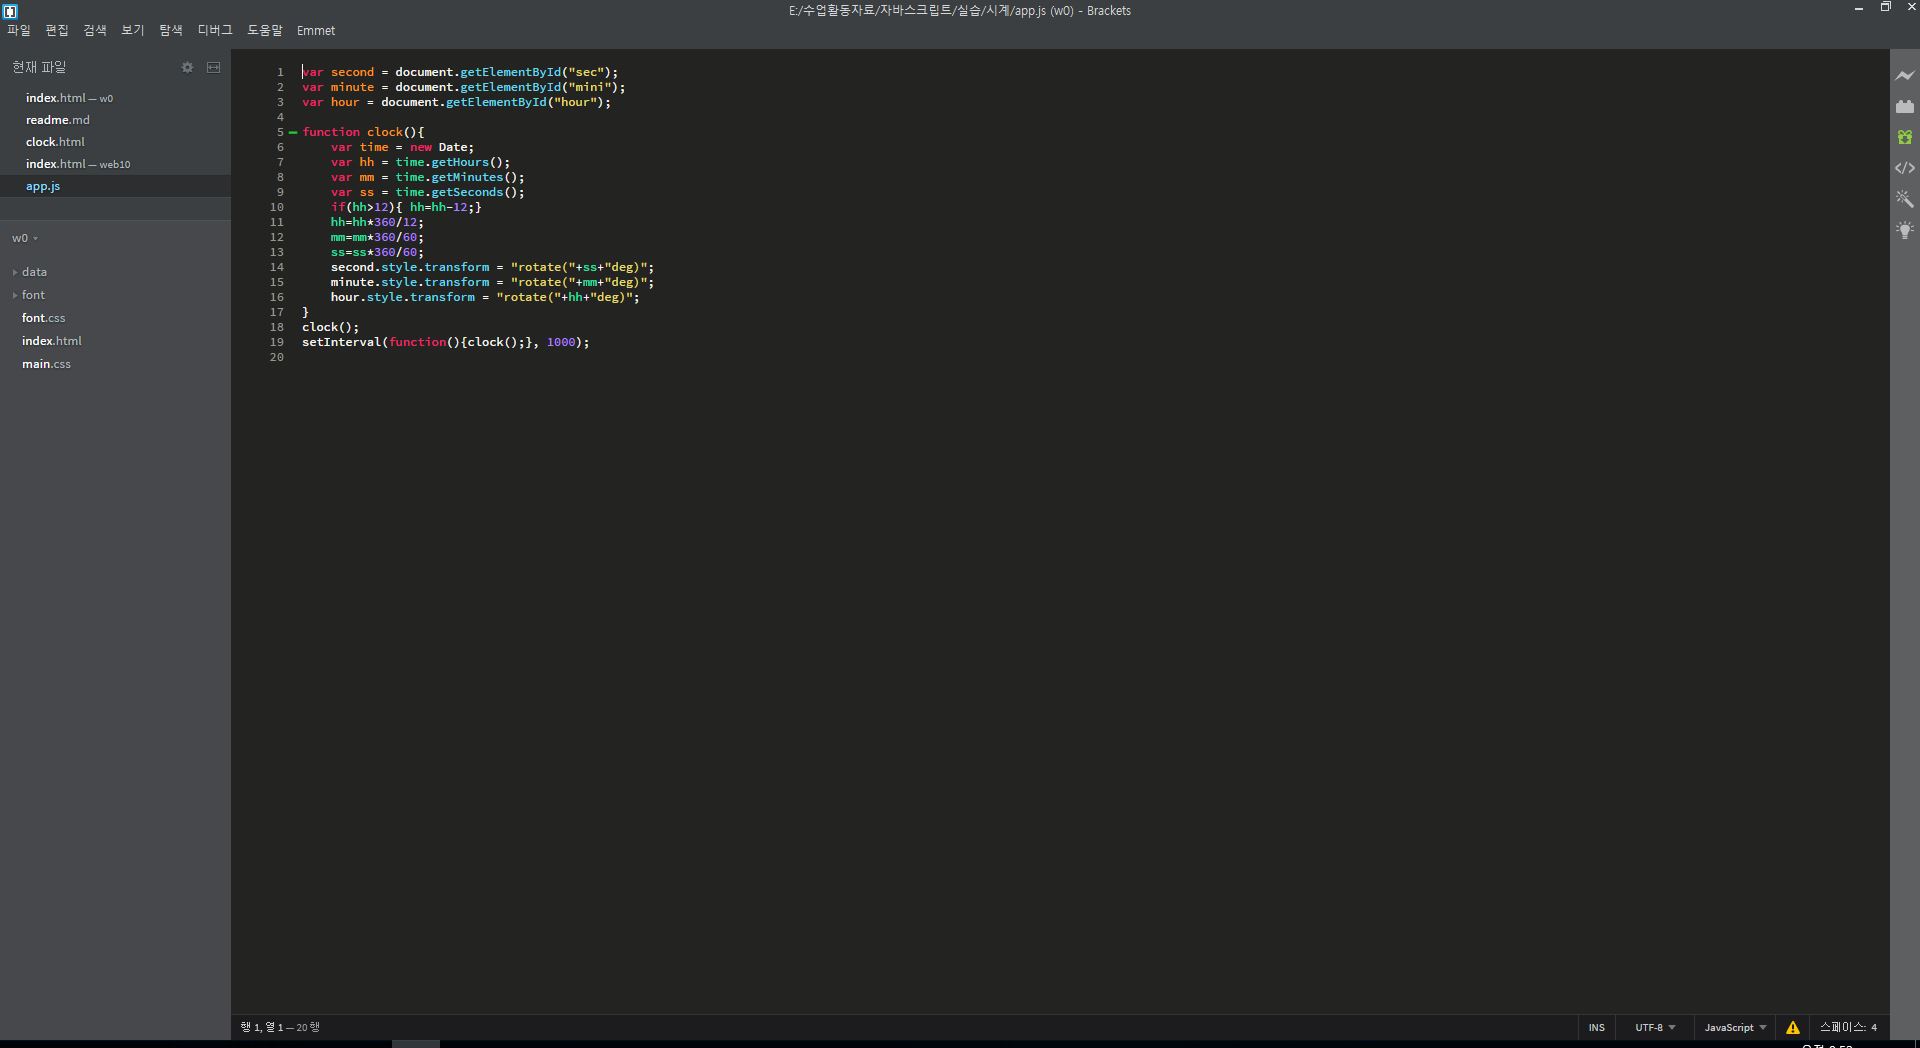 E:/수업활동자료/자바스크립트/실습/시계/app.js (w0) - Brackets
파일 편집 검색 보기 탐색 디버그 도움말 Emmet
현재 파일
index.html — w0
readme.md
clock.html
index.html — web10
app.js
w0
data
font
font.css
index.html
main.css
1 var second = document.getElementById("sec");
2 var minute = document.getElementById("mini");
3 var hour = document.getElementById("hour");
4
5 function clock(){
6     var time = new Date;
7     var hh = time.getHours();
8     var mm = time.getMinutes();
9     var ss = time.getSeconds();
10     if(hh>12){ hh=hh-12;}
11     hh=hh*360/12;
12     mm=mm*360/60;
13     ss=ss*360/60;
14     second.style.transform = "rotate("+ss+"deg)";
15     minute.style.transform = "rotate("+mm+"deg)";
16     hour.style.transform = "rotate("+hh+"deg)";
17 }
18 clock();
19 setInterval(function(){clock();}, 1000);
20
행 1, 열 1 — 20 행
INS UTF-8 JavaScript 스페이스: 4